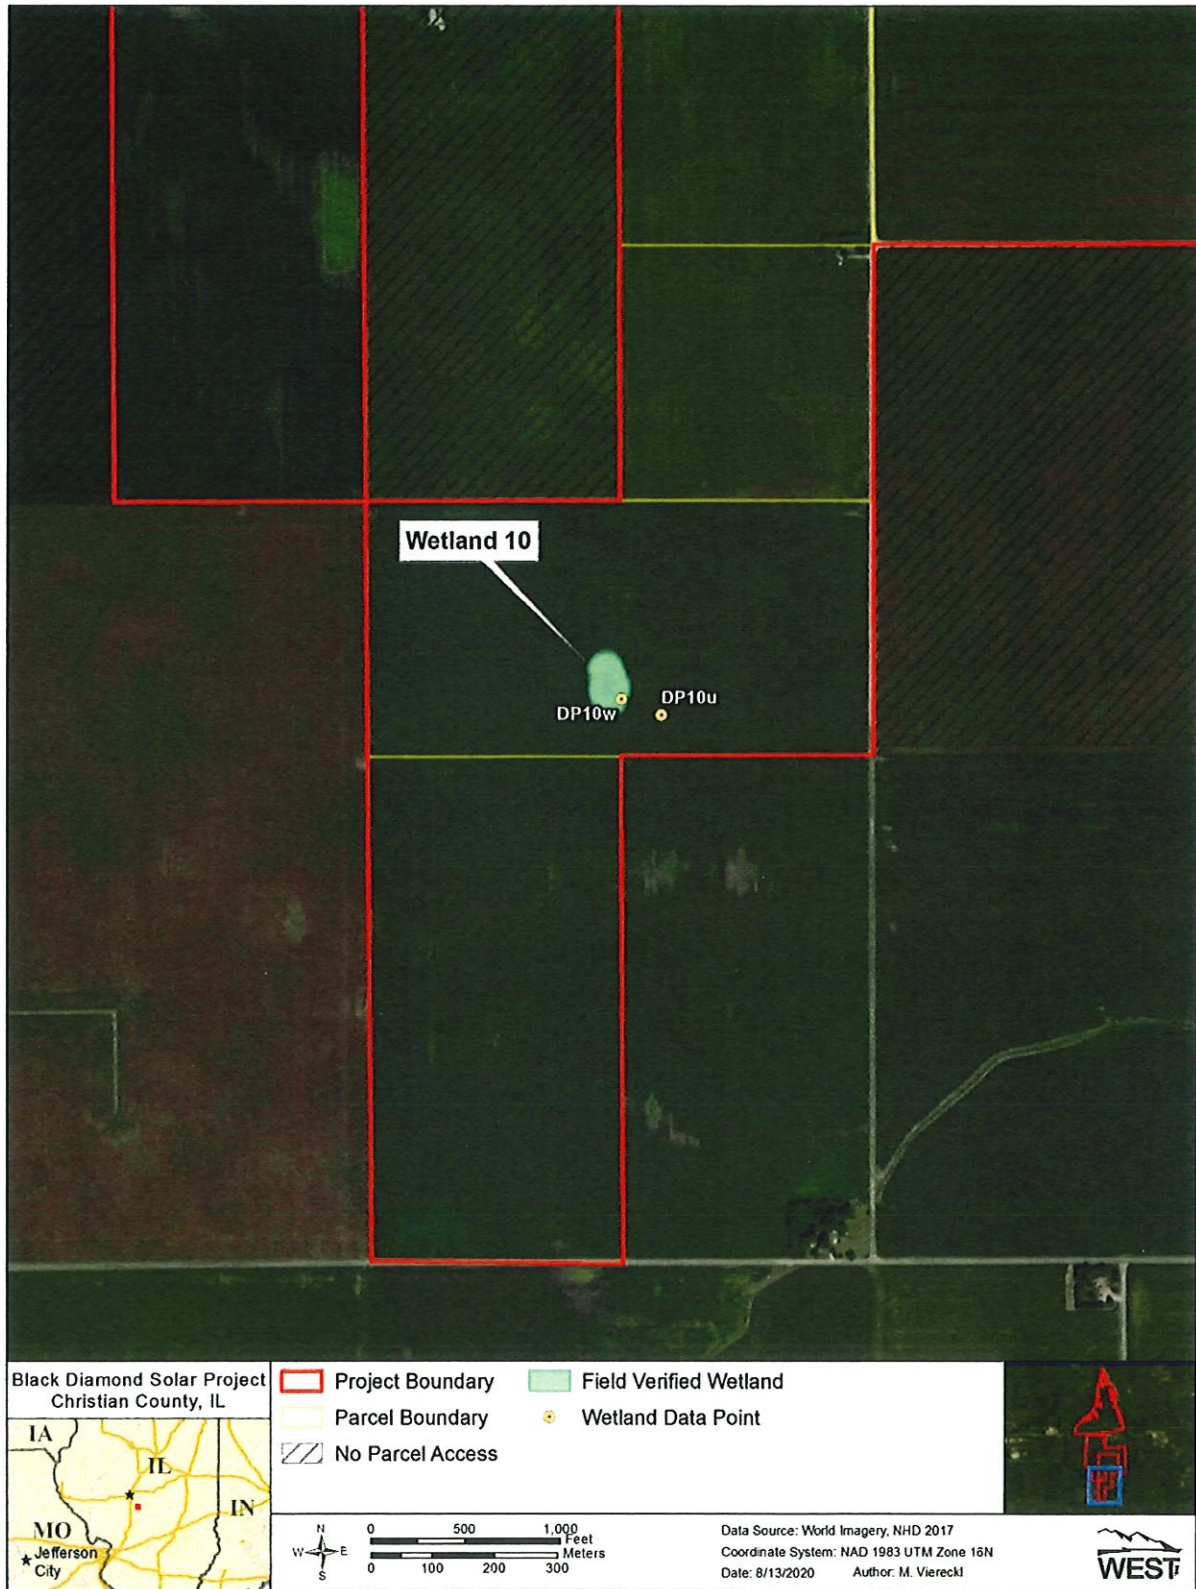 Wetland 10
DP10w
DP10u
Black Diamond Solar Project
Christian County, IL
IA
IL
IN
MO
Jefferson
City
Project Boundary
Parcel Boundary
No Parcel Access
Field Verified Wetland
Wetland Data Point
N
W E
S
0 500 1,000
Feet
Meters
0 100 200 300
Data Source: World Imagery, NHD 2017
Coordinate System: NAD 1983 UTM Zone 16N
Date: 8/13/2020 Author: M. Viereckl
WEST